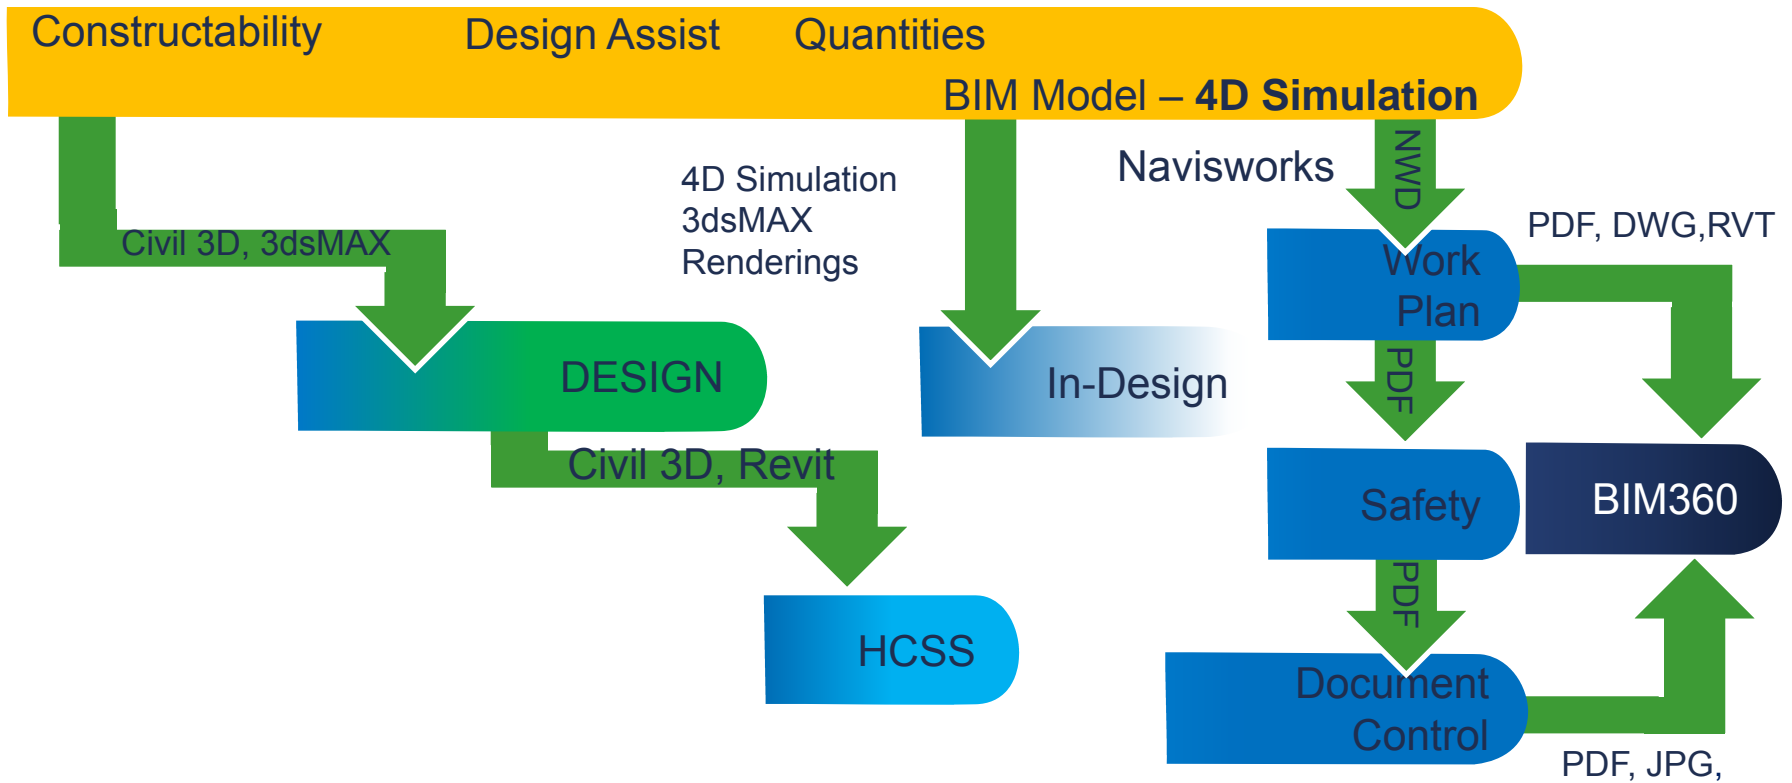 Constructability
Design Assist
Quantities
BIM Model – 4D Simulation
NWD
Navisworks
4D Simulation
3dsMAX
Renderings
Civil 3D, 3dsMAX
PDF, DWG,RVT
Work
Plan
DESIGN
In-Design
PDF
Civil 3D, Revit
Safety
BIM360
PDF
HCSS
Document
Control
PDF, JPG,